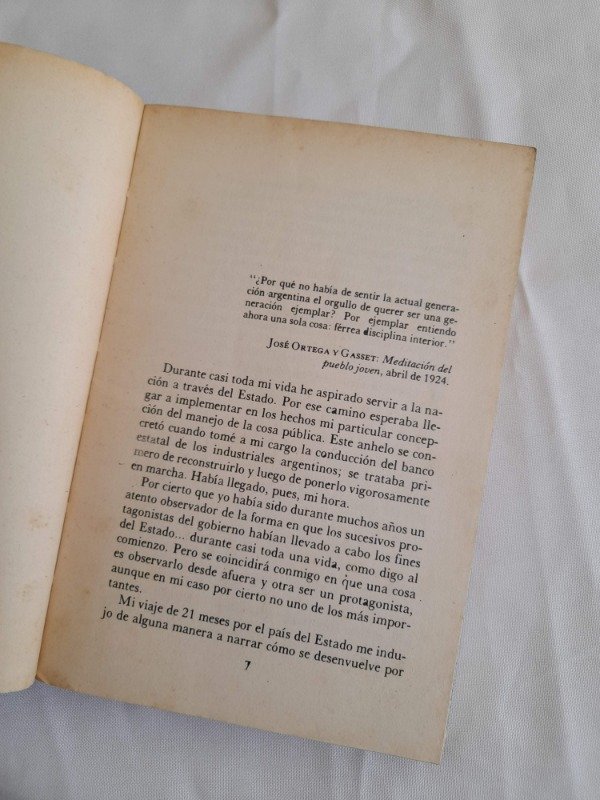 "¿Por qué no había de sentir la actual genera-
ción argentina el orgullo de querer ser una ge-
neración ejemplar? Por ejemplar entiendo
ahora una sola cosa: férrea disciplina interior."
JOSÉ ORTEGA Y GASSET: Meditación del
pueblo joven, abril de 1924.
Durante casi toda mi vida he aspirado servir a la na-
ción a través del Estado. Por ese camino esperaba lle-
gar a implementar en los hechos mi particular concep-
ción del manejo de la cosa pública. Este anhelo se con-
cretó cuando tomé a mi cargo la conducción del banco
estatal de los industriales argentinos; se trataba pri-
mero de reconstruirlo y luego de ponerlo vigorosamente
en marcha. Había llegado, pues, mi hora.
Por cierto que yo había sido durante muchos años un
atento observador de la forma en que los sucesivos pro-
tagonistas del gobierno habían llevado a cabo los fines
del Estado... durante casi toda una vida, como digo al
comienzo. Pero se coincidirá conmigo en que una cosa
es observarlo desde afuera y otra ser un protagonista,
aunque en mi caso por cierto no uno de los más impor-
tantes.
Mi viaje de 21 meses por el país del Estado me indu-
jo de alguna manera a narrar cómo se desenvuelve por
7